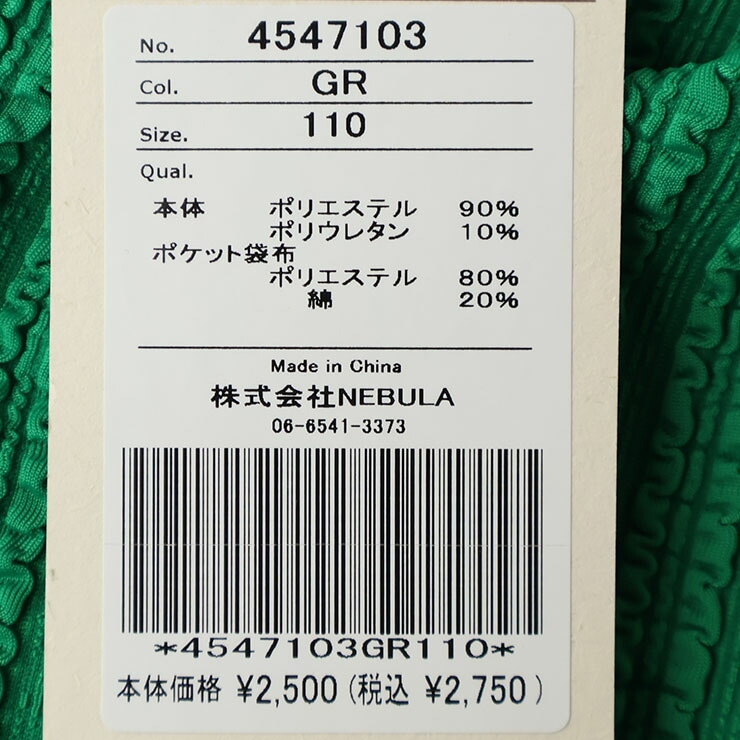 No. 4547103
Col. GR
Size. 110
Qual.
本体 ポリエステル 90%
ポリウレタン 10%
ポケット袋布
ポリエステル 80%
綿 20%
Made in China
株式会社NEBULA
06-6541-3373
*4547103GR110*
本体価格 ¥2,500(税込 ¥2,750)